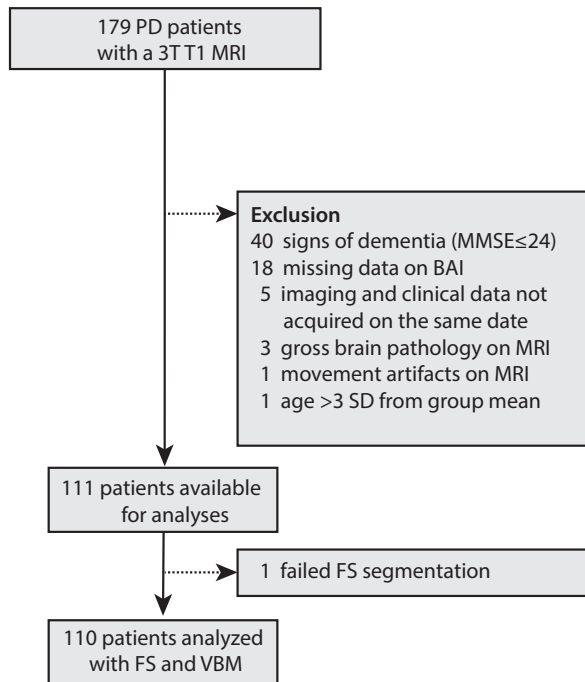 179 PD patients
with a 3T T1 MRI
Exclusion
40 signs of dementia (MMSE≤24)
18 missing data on BAI
5 imaging and clinical data not
acquired on the same date
3 gross brain pathology on MRI
1 movement artifacts on MRI
1 age >3 SD from group mean
111 patients available
for analyses
1 failed FS segmentation
110 patients analyzed
with FS and VBM